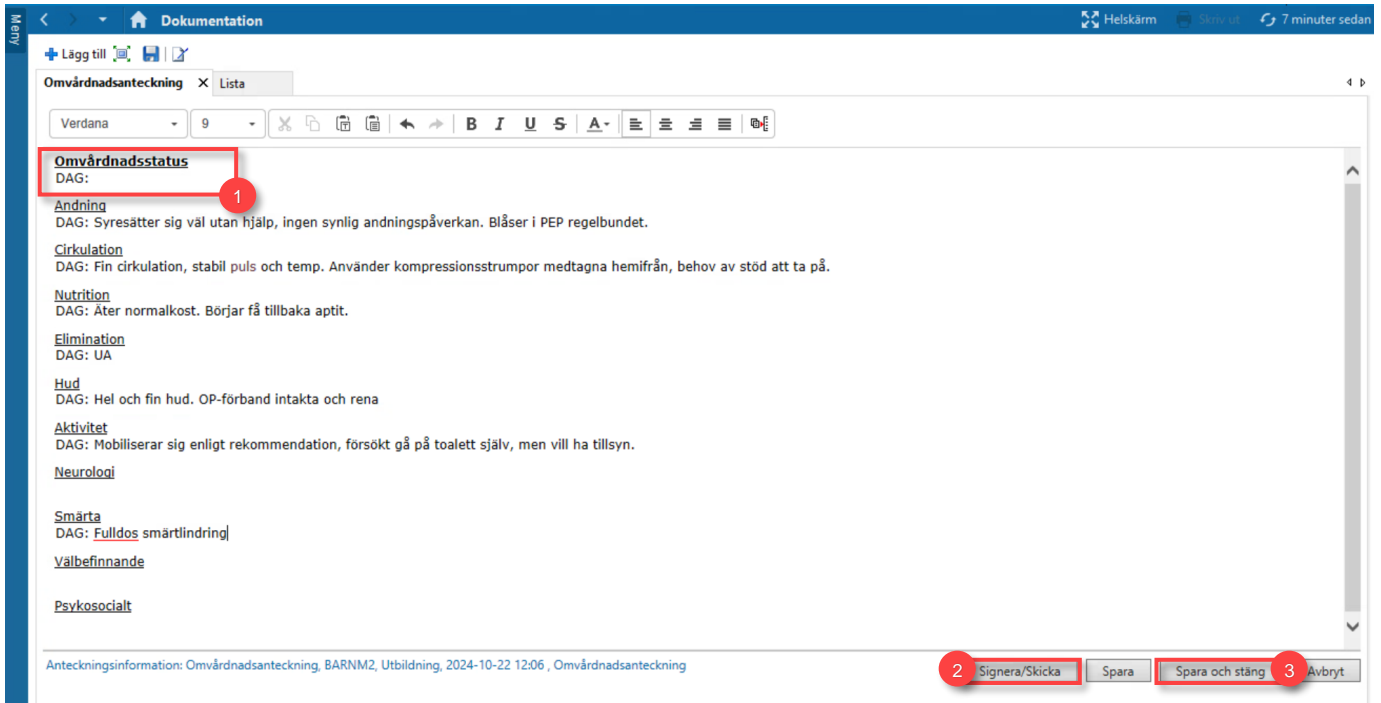 Meny
Dokumentation
Helskärm
Skriv ut
7 minuter sedan
Lägg till
Omvårdnadsanteckning X Lista
Verdana 9 B I U S A
Omvårdnadsstatus
DAG:
1
Andning
DAG: Syresätter sig väl utan hjälp, ingen synlig andningspåverkan. Blåser i PEP regelbundet.
Cirkulation
DAG: Fin cirkulation, stabil puls och temp. Använder kompressionsstrumpor medtagna hemifrån, behov av stöd att ta på.
Nutrition
DAG: Äter normalkost. Börjar få tillbaka aptit.
Elimination
DAG: UA
Hud
DAG: Hel och fin hud. OP-förband intakta och rena
Aktivitet
DAG: Mobiliserar sig enligt rekommendation, försökt gå på toalett själv, men vill ha tillsyn.
Neurologi
Smärta
DAG: Fulldos smärtlindring
Välbefinnande
Psykosocialt
Anteckningsinformation: Omvårdnadsanteckning, BARNM2, Utbildning, 2024-10-22 12:06 , Omvårdnadsanteckning
2 Signera/Skicka Spara Spara och stäng 3 Avbryt